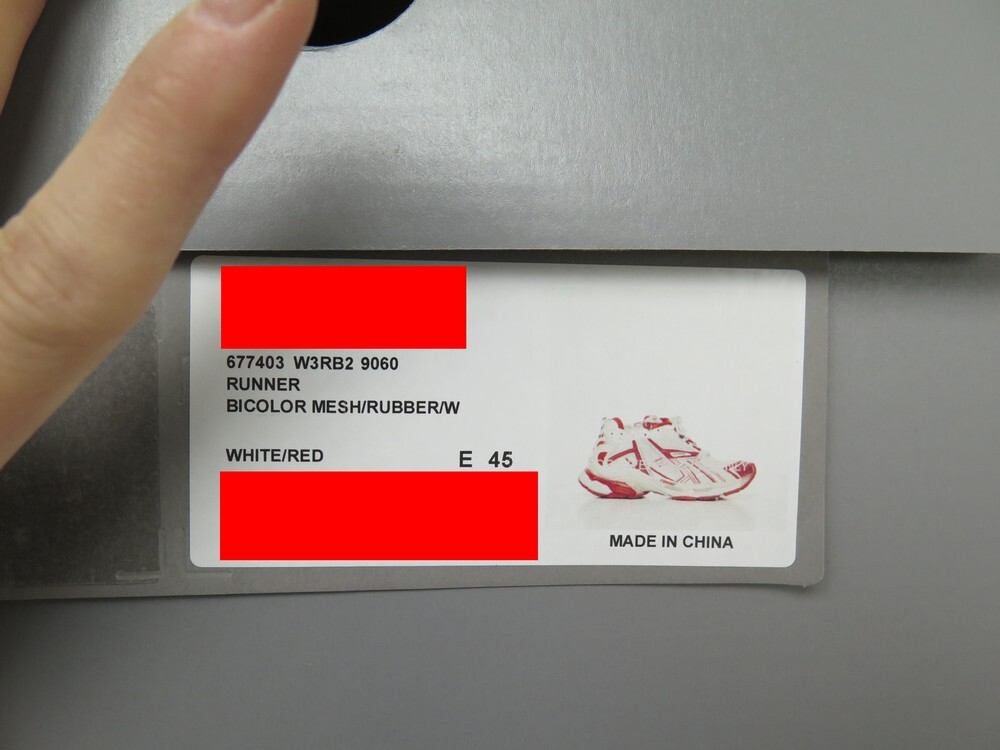 677403 W3RB2 9060
RUNNER
BICOLOR MESH/RUBBER/W
WHITE/RED E 45
MADE IN CHINA